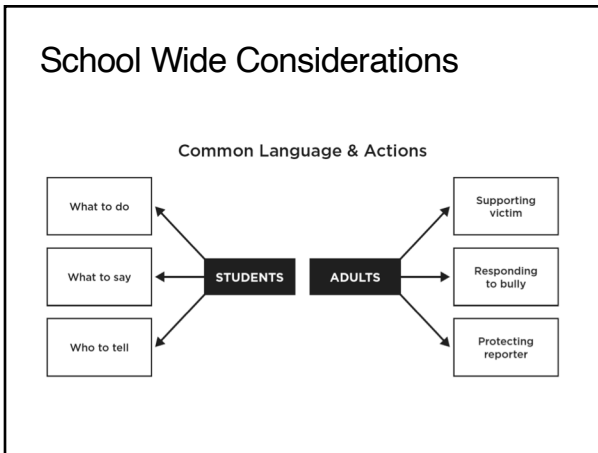 School Wide Considerations
Common Language & Actions
What to do
What to say
Who to tell
STUDENTS
ADULTS
Supporting
victim
Responding
to bully
Protecting
reporter